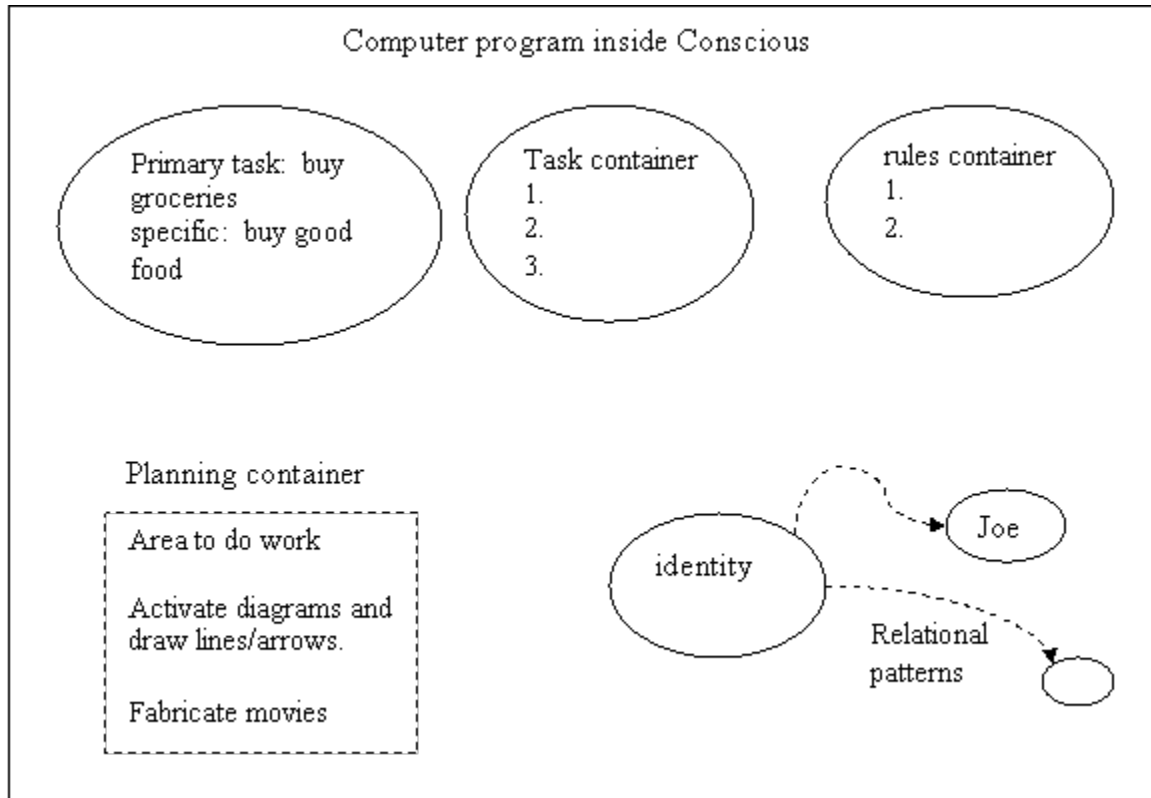 Computer program inside Conscious
Primary task: buy
groceries
specific: buy good
food
Task container
1.
2.
3.
rules container
1.
2.
Planning container
Area to do work
Activate diagrams and
draw lines/arrows.
Fabricate movies
identity
Joe
Relational
patterns